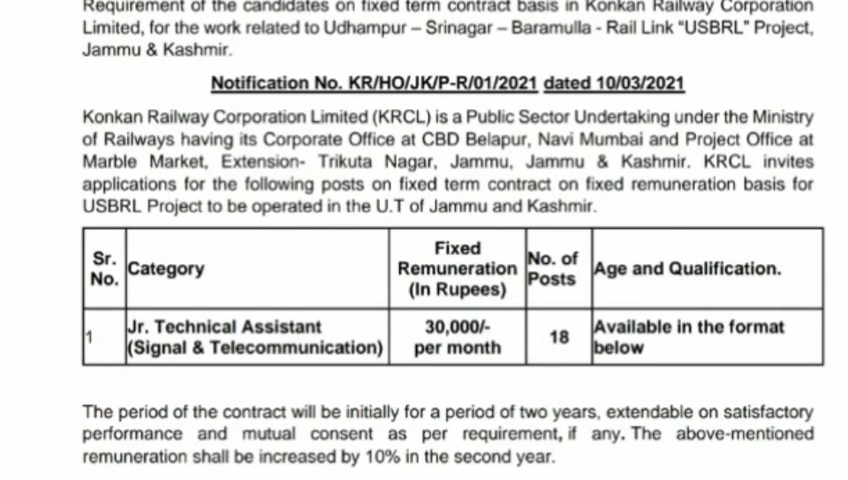 Requirement of the candidates on fixed term contract basis in Konkan Railway Corporation
Limited, for the work related to Udhampur – Srinagar – Baramulla - Rail Link “USBRL” Project,
Jammu & Kashmir.
Notification No. KR/HO/JK/P-R/01/2021 dated 10/03/2021
Konkan Railway Corporation Limited (KRCL) is a Public Sector Undertaking under the Ministry
of Railways having its Corporate Office at CBD Belapur, Navi Mumbai and Project Office at
Marble Market, Extension- Trikuta Nagar, Jammu, Jammu & Kashmir. KRCL invites
applications for the following posts on fixed term contract on fixed remuneration basis for
USBRL Project to be operated in the U.T of Jammu and Kashmir.
Sr. No. Category Fixed Remuneration (In Rupees) No. of Posts Age and Qualification.
1 Jr. Technical Assistant (Signal & Telecommunication) 30,000/- per month 18 Available in the format below
The period of the contract will be initially for a period of two years, extendable on satisfactory
performance and mutual consent as per requirement, if any. The above-mentioned
remuneration shall be increased by 10% in the second year.